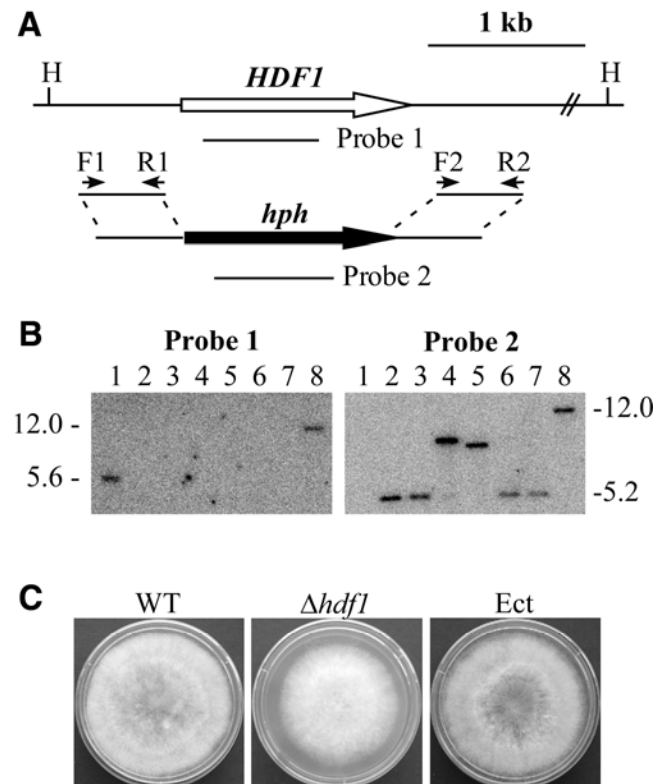 A
1 kb
H HDF1 H
Probe 1
F1 R1 F2 R2
hph
Probe 2
B
Probe 1 Probe 2
1 2 3 4 5 6 7 8 1 2 3 4 5 6 7 8
12.0 - -12.0
5.6 - -5.2
C
WT Δhdf1 Ect